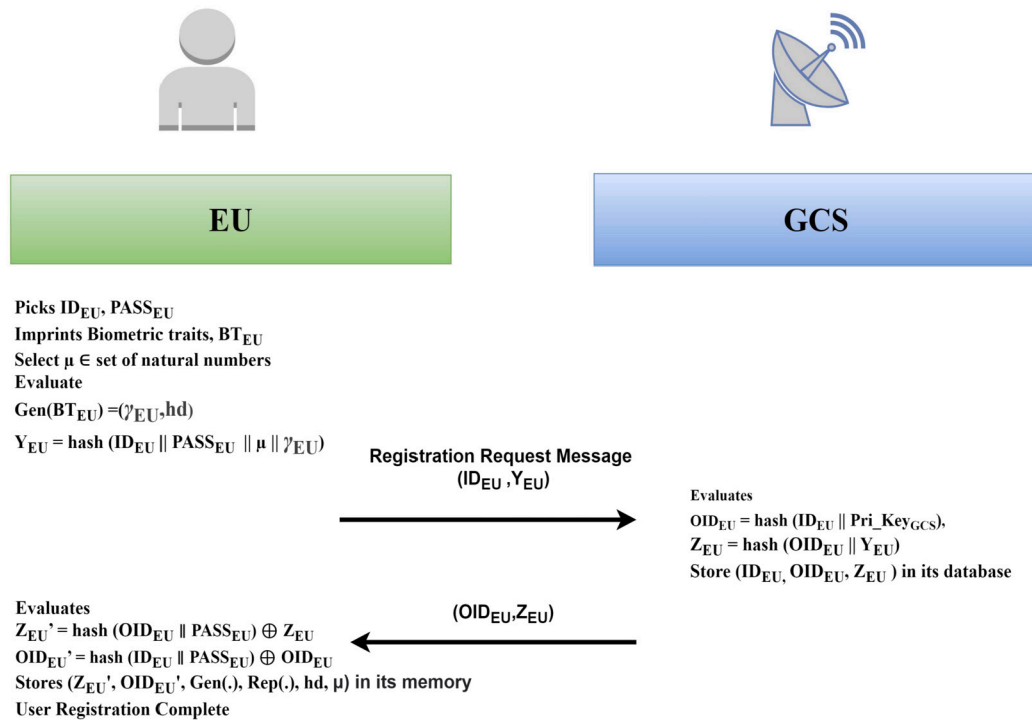 EU
GCS
Picks ID_EU, PASS_EU
Imprints Biometric traits, BT_EU
Select μ ∈ set of natural numbers
Evaluate
Gen(BT_EU) =(γ_EU,hd)
Y_EU = hash (ID_EU || PASS_EU || μ || γ_EU)
Registration Request Message
(ID_EU ,Y_EU)
Evaluates
OID_EU = hash (ID_EU || Pri_Key_GCS),
Z_EU = hash (OID_EU || Y_EU)
Store (ID_EU, OID_EU, Z_EU ) in its database
(OID_EU,Z_EU)
Evaluates
Z_EU’ = hash (OID_EU || PASS_EU) ⊕ Z_EU
OID_EU’ = hash (ID_EU || PASS_EU) ⊕ OID_EU
Stores (Z_EU', OID_EU', Gen(.), Rep(.), hd, μ) in its memory
User Registration Complete